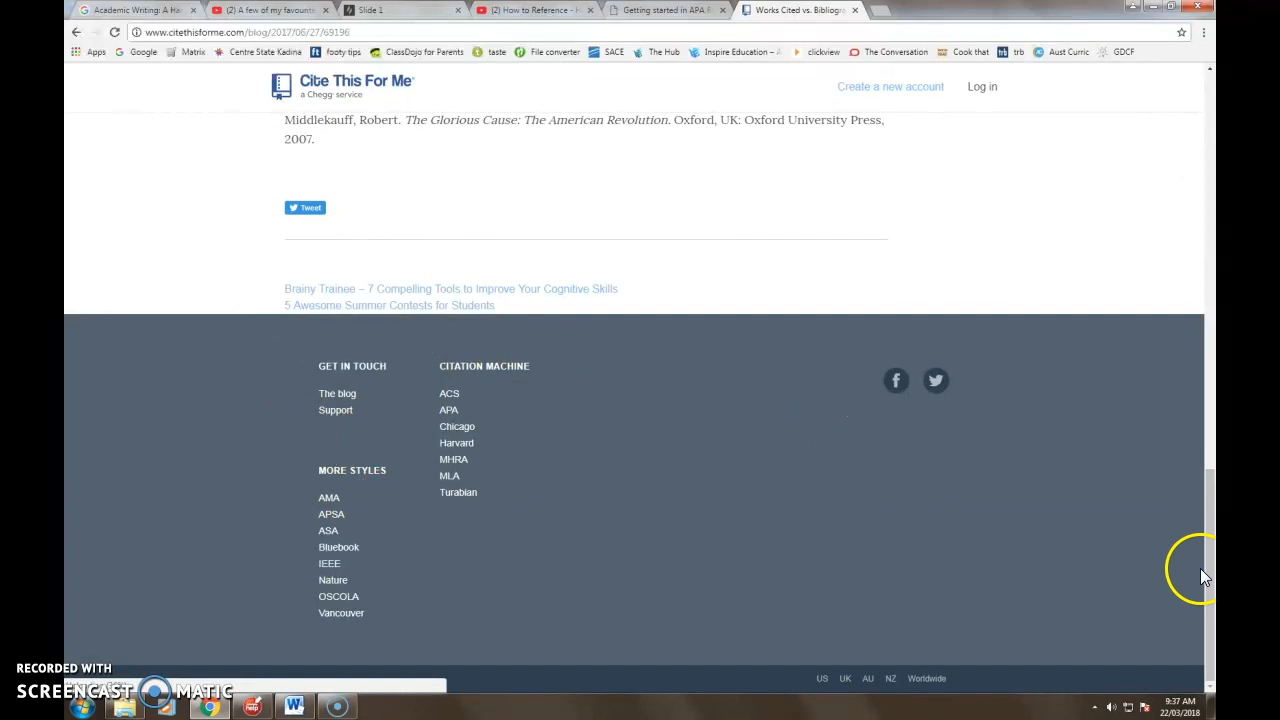 Academic Writing: A Ha
(2) A few of my favourite
Slide 1
(2) How to Reference - H
Getting started in APA R
Works Cited vs. Bibliogra
www.citethisforme.com/blog/2017/06/27/69196
Apps
Google
Matrix
Centre State Kadina
footy tips
ClassDojo for Parents
taste
File converter
SACE
The Hub
Inspire Education – A
clickview
The Conversation
Cook that
trb
Aust Curric
GDCF
Cite This For Me
a Chegg service
Create a new account
Log in
Middlekauff, Robert. The Glorious Cause: The American Revolution. Oxford, UK: Oxford University Press,
2007.
Tweet
Brainy Trainee – 7 Compelling Tools to Improve Your Cognitive Skills
5 Awesome Summer Contests for Students
GET IN TOUCH
The blog
Support
MORE STYLES
AMA
APSA
ASA
Bluebook
IEEE
Nature
OSCOLA
Vancouver
CITATION MACHINE
ACS
APA
Chicago
Harvard
MHRA
MLA
Turabian
US UK AU NZ Worldwide
RECORDED WITH
SCREENCAST MATIC
9:37 AM
22/03/2018